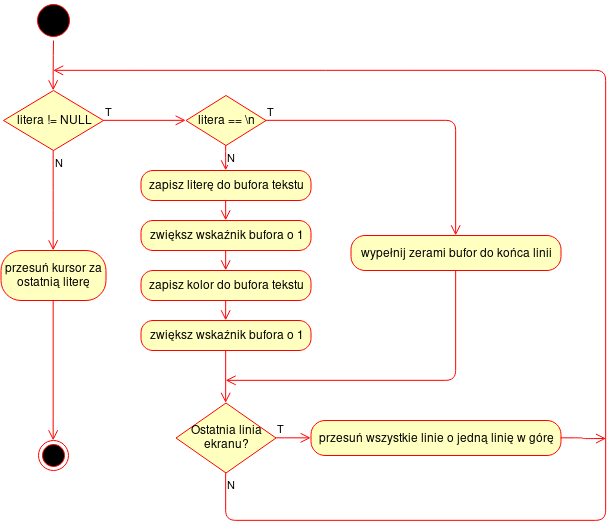 litera != NULL
T
litera == \n
T
N
N
zapisz literę do bufora tekstu
zwiększ wskaźnik bufora o 1
wypełnij zerami bufor do końca linii
przesuń kursor za
ostatnią literę
zapisz kolor do bufora tekstu
zwiększ wskaźnik bufora o 1
Ostatnia linia
ekranu?
T
przesuń wszystkie linie o jedną linię w górę
N